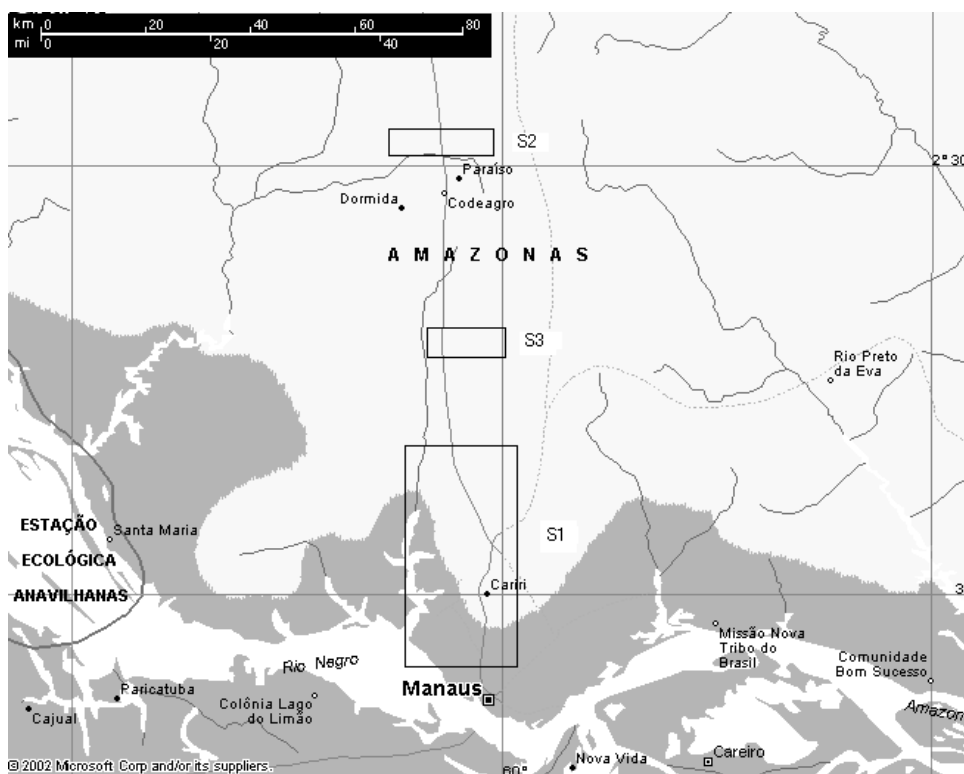 km 0 20 40 60 80
mi 0 20 40
S2
2° 30
Paraíso
Dormida
Codeagro
AMAZONAS
S3
Rio Preto
da Eva
ESTAÇÃO
ECOLÓGICA
ANAVILHANAS
Santa Maria
S1
Cariri
3
Missão Nova
Tribo do
Brasil
Rio Negro
Comunidade
Bom Sucesso
Manaus
Paricatuba
Colônia Lago
do Limão
Cajual
Amazon
Careiro
Nova Vida
60°
© 2002 Microsoft Corp and/or its suppliers.